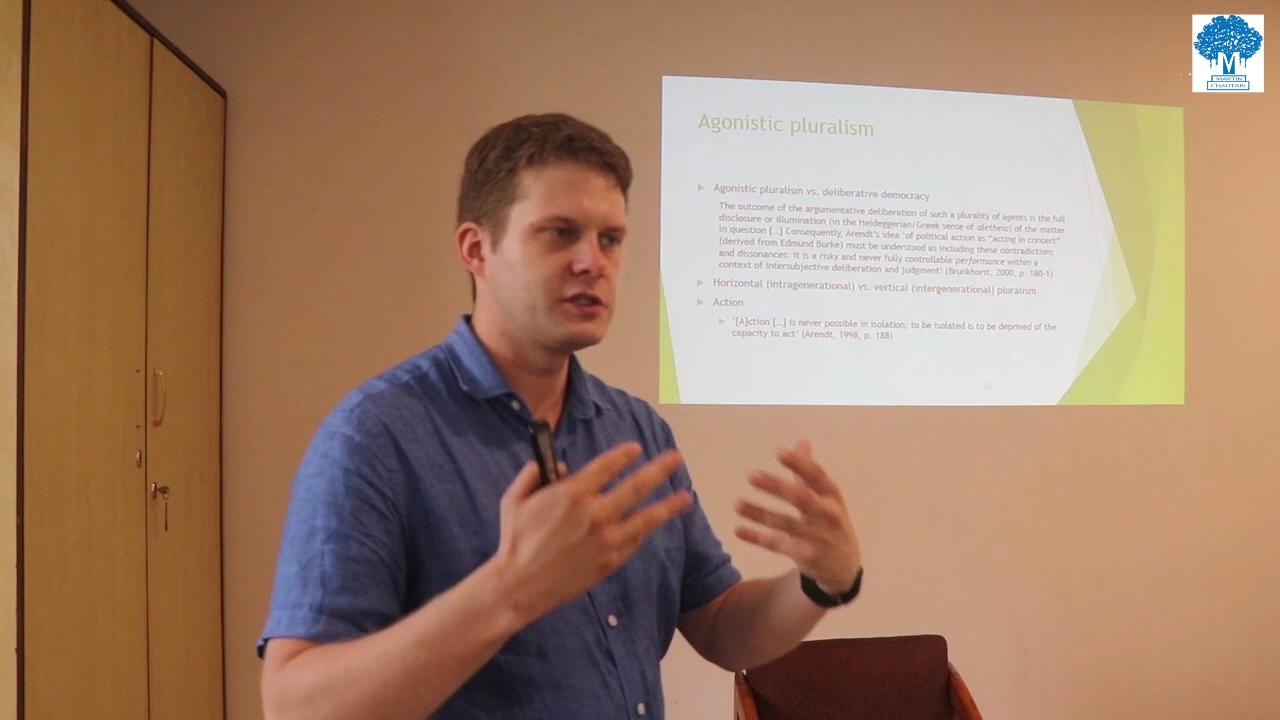 M
MARTIN
CHAUTARI
Agonistic pluralism
Agonistic pluralism vs. deliberative democracy
The outcome of the argumentative deliberation of such a plurality of agents is the full
disclosure or illumination (in the Heideggerian/Greek sense of aletheia) of the matter
in question […] Consequently, Arendt's idea 'of political action as "acting in concert"
(derived from Edmund Burke) must be understood as including these contradictions
and dissonances: it is a risky and never fully controllable performance within a
context of intersubjective deliberation and judgment' (Brunkhorst, 2000, p. 180-1)
Horizontal (intragenerational) vs. vertical (intergenerational) pluralism
Action
'[A]ction […] is never possible in isolation; to be isolated is to be deprived of the
capacity to act' (Arendt, 1998, p. 188)